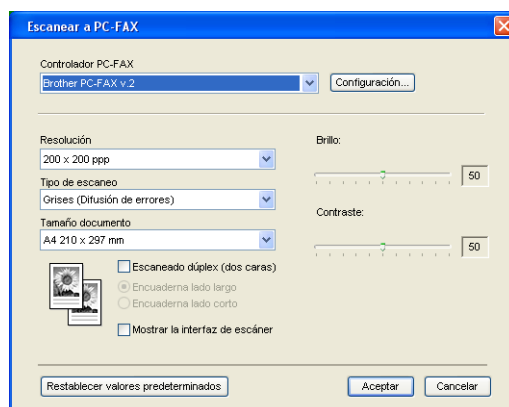 Escanear a PC-FAX
Controlador PC-FAX
Brother PC-FAX v.2
Configuración...
Resolución
200 x 200 ppp
Tipo de escaneo
Grises (Difusión de errores)
Tamaño documento
A4 210 x 297 mm
Escaneado dúplex (dos caras)
Encuaderna lado largo
Encuaderna lado corto
Mostrar la interfaz de escáner
Brillo:
50
Contraste:
50
Restablecer valores predeterminados
Aceptar
Cancelar